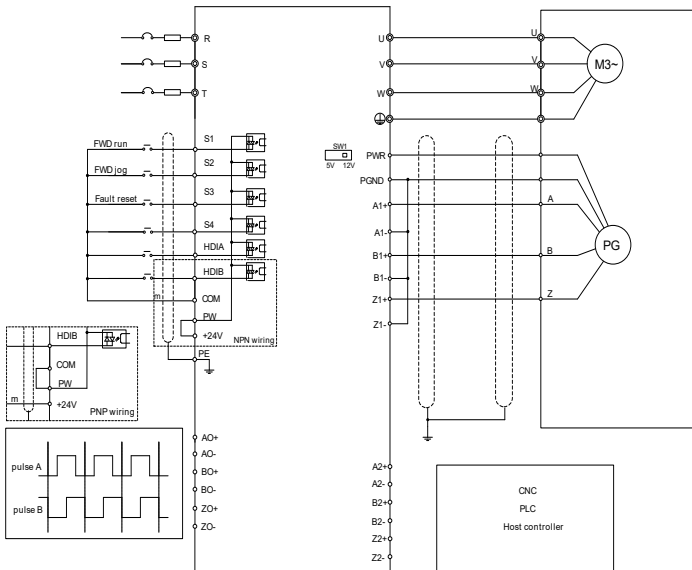 R
S
T
U
V
W
U
V
W
M3~
SW1
5V 12V
FWD run
S1
FWD jog
S2
Fault reset
S3
S4
HDIA
HDIB
m
COM
PW
+24V
NPN wiring
PE
PWR
PGND
A1+
A
A1-
B1+
B
B1-
Z1+
Z
Z1-
PG
HDIB
COM
PW
m
+24V
PNP wiring
pulse A
pulse B
AO+
AO-
BO+
BO-
ZO+
ZO-
A2+
A2-
B2+
B2-
Z2+
Z2-
CNC
PLC
Host controller